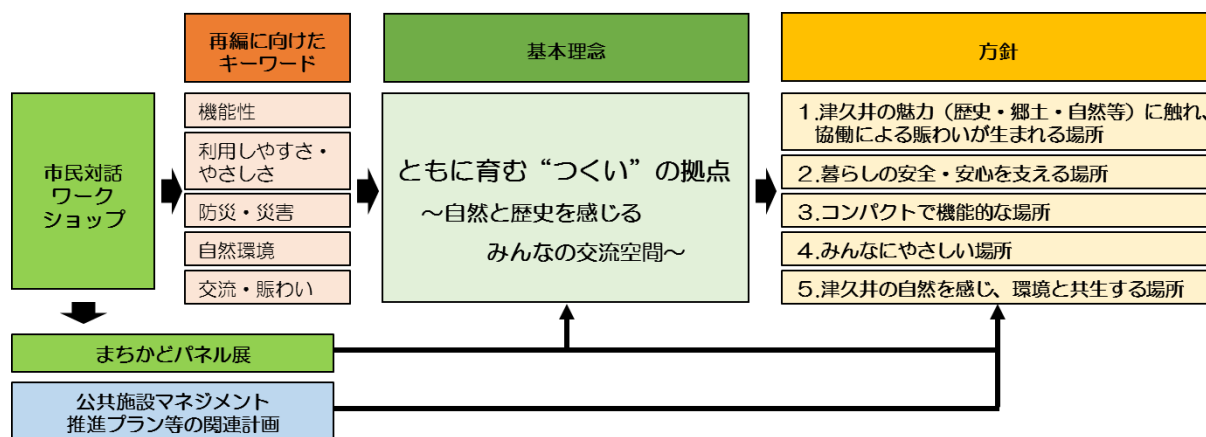 再編に向けた
キーワード
基本理念
方針
市民対話
ワーク
ショップ
機能性
利用しやすさ・
やさしさ
防災・災害
自然環境
交流・賑わい
ともに育む“つくい”の拠点
~自然と歴史を感じる
みんなの交流空間~
1.津久井の魅力(歴史・郷土・自然等)に触れ、
協働による賑わいが生まれる場所
2.暮らしの安全・安心を支える場所
3.コンパクトで機能的な場所
4.みんなにやさしい場所
5.津久井の自然を感じ、環境と共生する場所
まちかどパネル展
公共施設マネジメント
推進プラン等の関連計画